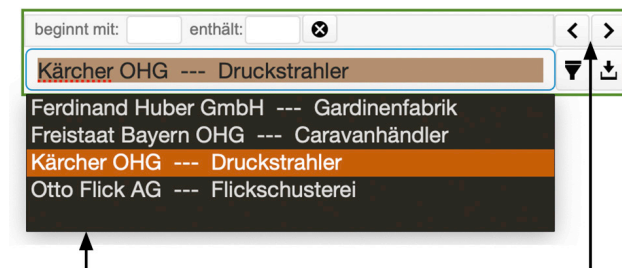 beginnt mit: enthält:
Kärcher OHG --- Druckstrahler
Ferdinand Huber GmbH --- Gardinenfabrik
Freistaat Bayern OHG --- Caravanhändler
Kärcher OHG --- Druckstrahler
Otto Flick AG --- Flickschusterei